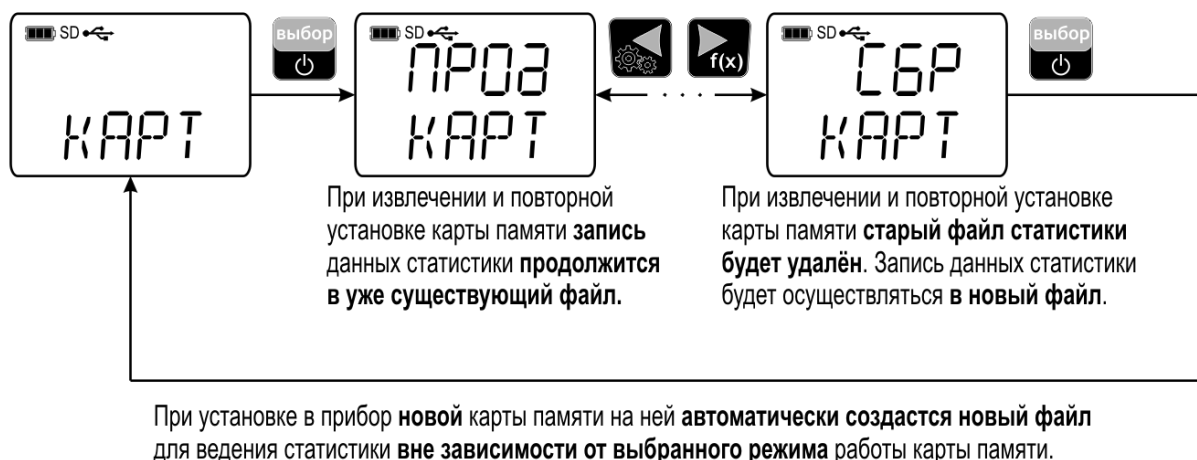 SD
КАРТ
выбор
SD
ПРОД
КАРТ
f(x)
SD
СБР
КАРТ
выбор
При извлечении и повторной
установке карты памяти запись
данных статистики продолжится
в уже существующий файл.
При извлечении и повторной установке
карты памяти старый файл статистики
будет удалён. Запись данных статистики
будет осуществляться в новый файл.
При установке в прибор новой карты памяти на ней автоматически создастся новый файл
для ведения статистики вне зависимости от выбранного режима работы карты памяти.